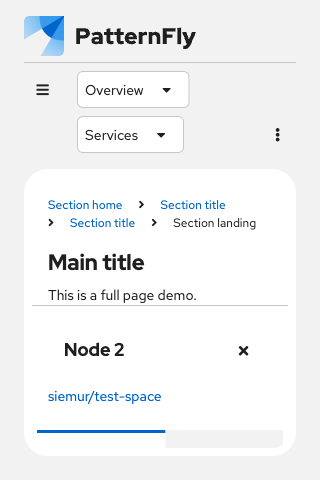 PatternFly
Overview
Services
Section home
Section title
Section title
Section landing
Main title
This is a full page demo.
Node 2
siemur/test-space